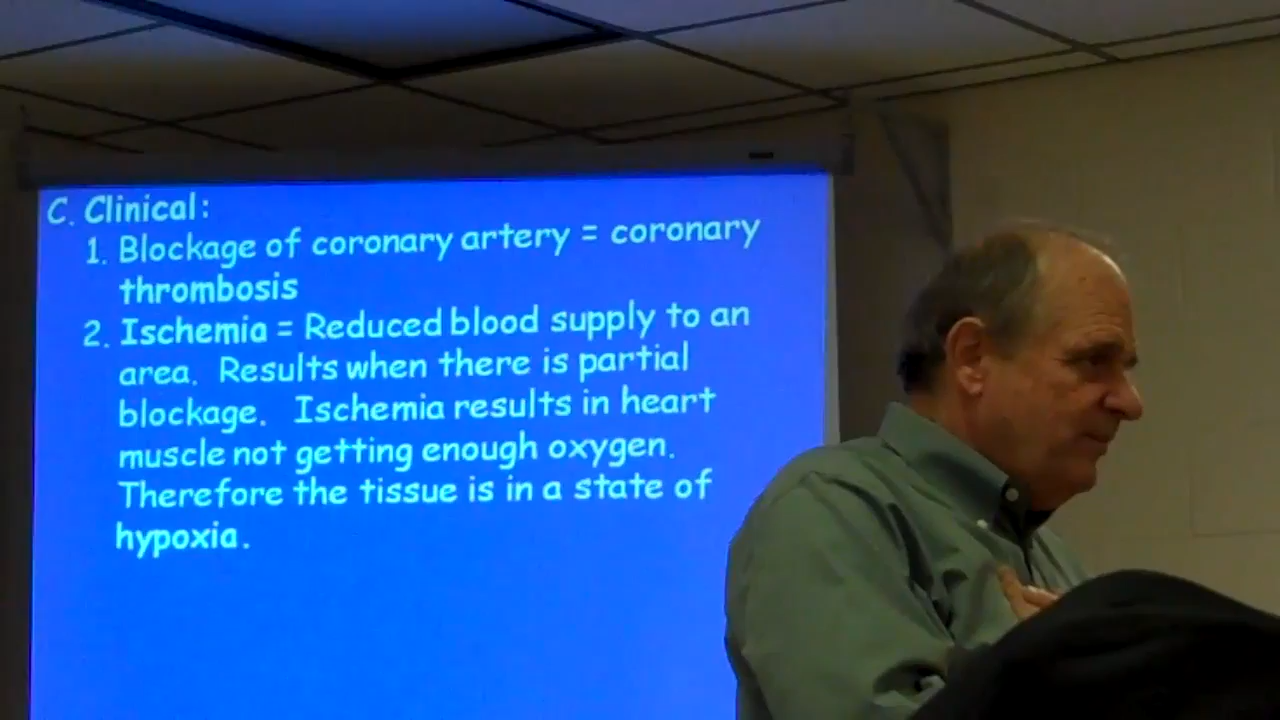 C. Clinical:
1. Blockage of coronary artery = coronary
thrombosis
2. Ischemia = Reduced blood supply to an
area. Results when there is partial
blockage. Ischemia results in heart
muscle not getting enough oxygen.
Therefore the tissue is in a state of
hypoxia.